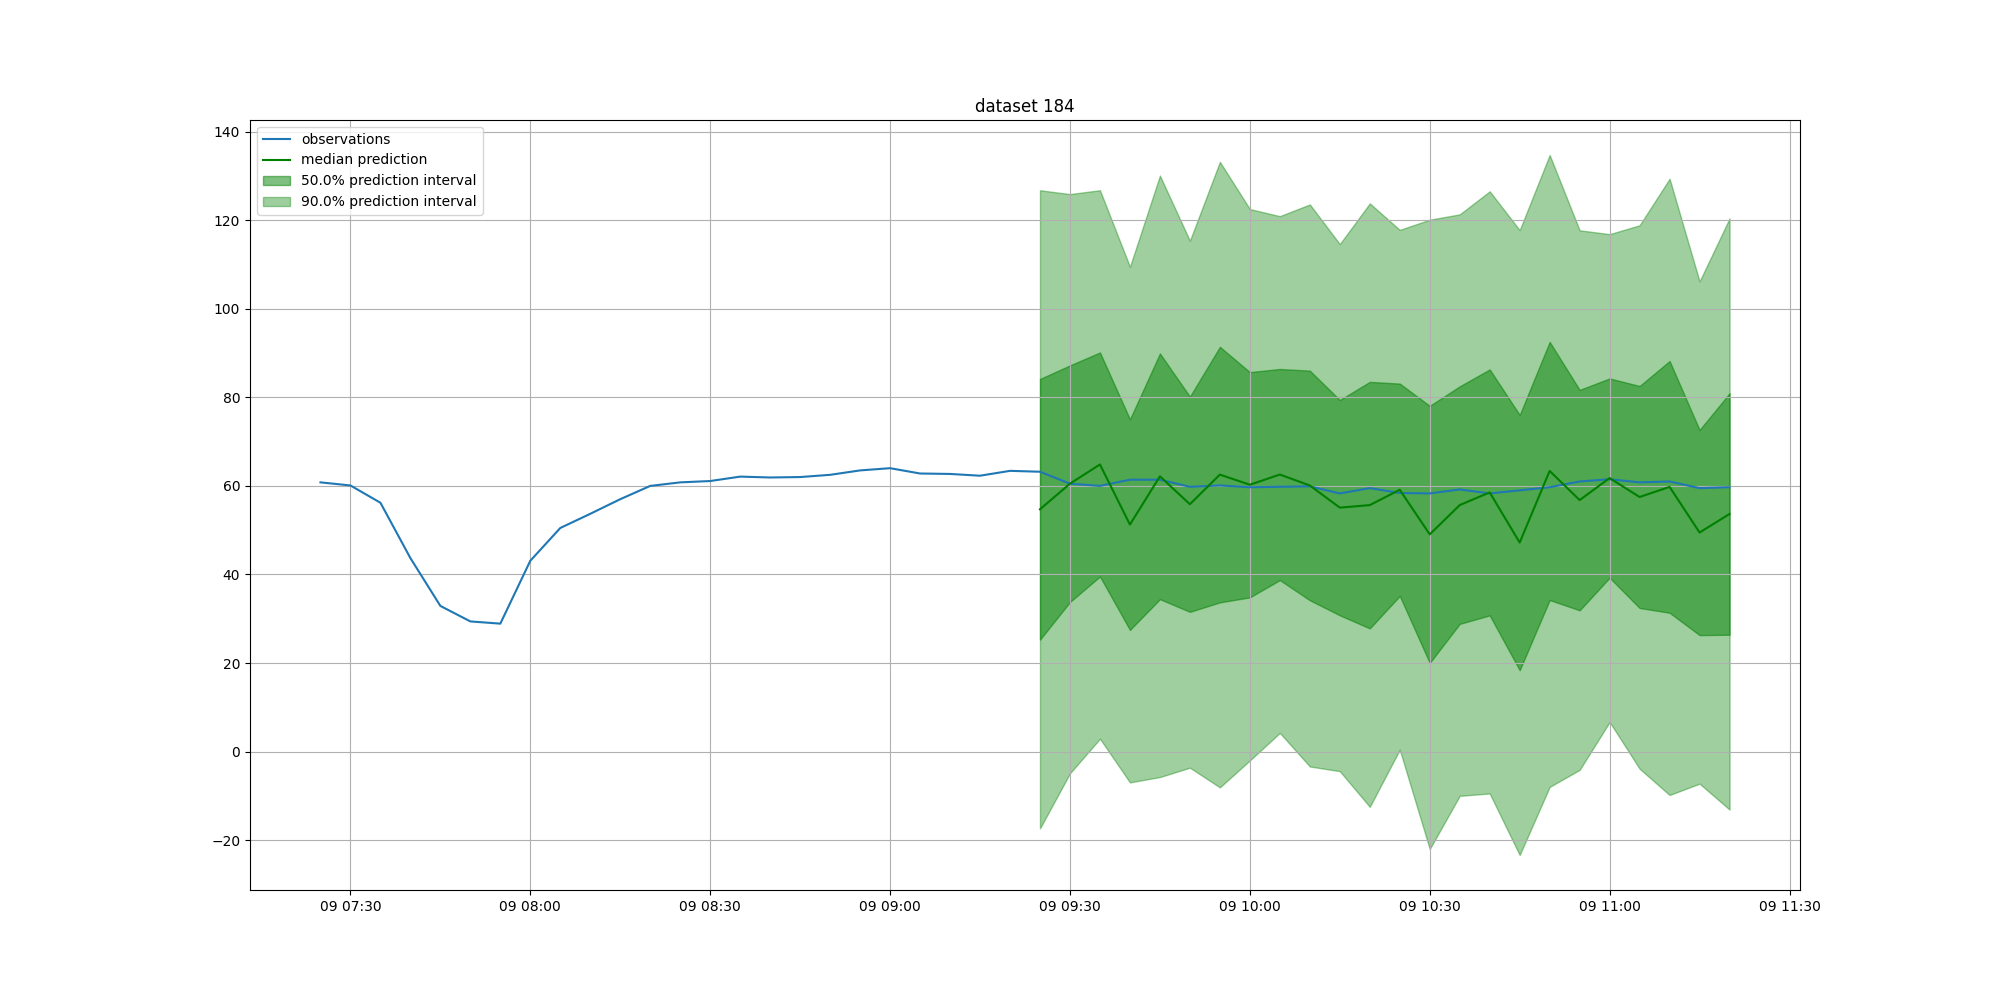 dataset 184
observations
median prediction
50.0% prediction interval
90.0% prediction interval
140
120
100
80
60
40
20
0
−20
09 07:30 09 08:00 09 08:30 09 09:00 09 09:30 09 10:00 09 10:30 09 11:00 09 11:30